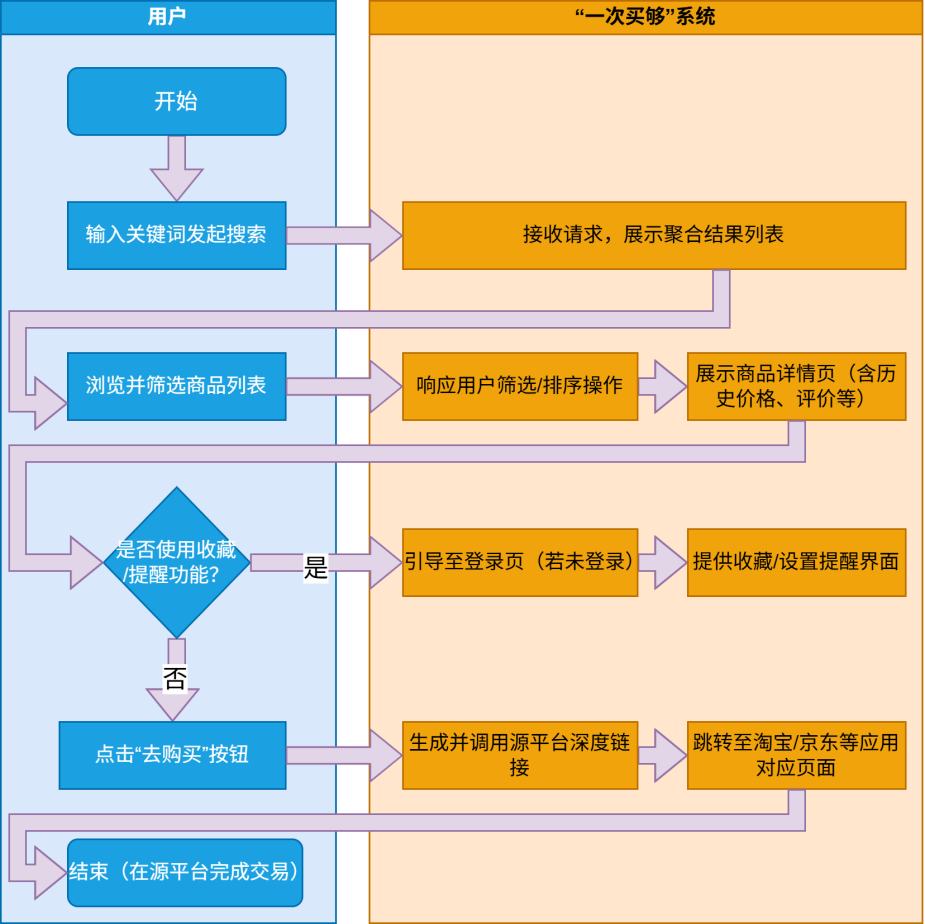 用户
“一次买够”系统
开始
输入关键词发起搜索
接收请求，展示聚合结果列表
浏览并筛选商品列表
响应用户筛选/排序操作
展示商品详情页（含历
史价格、评价等）
是否使用收藏
/提醒功能？
是
引导至登录页（若未登录）
提供收藏/设置提醒界面
否
点击“去购买”按钮
生成并调用源平台深度链
接
跳转至淘宝/京东等应用
对应页面
结束（在源平台完成交易）